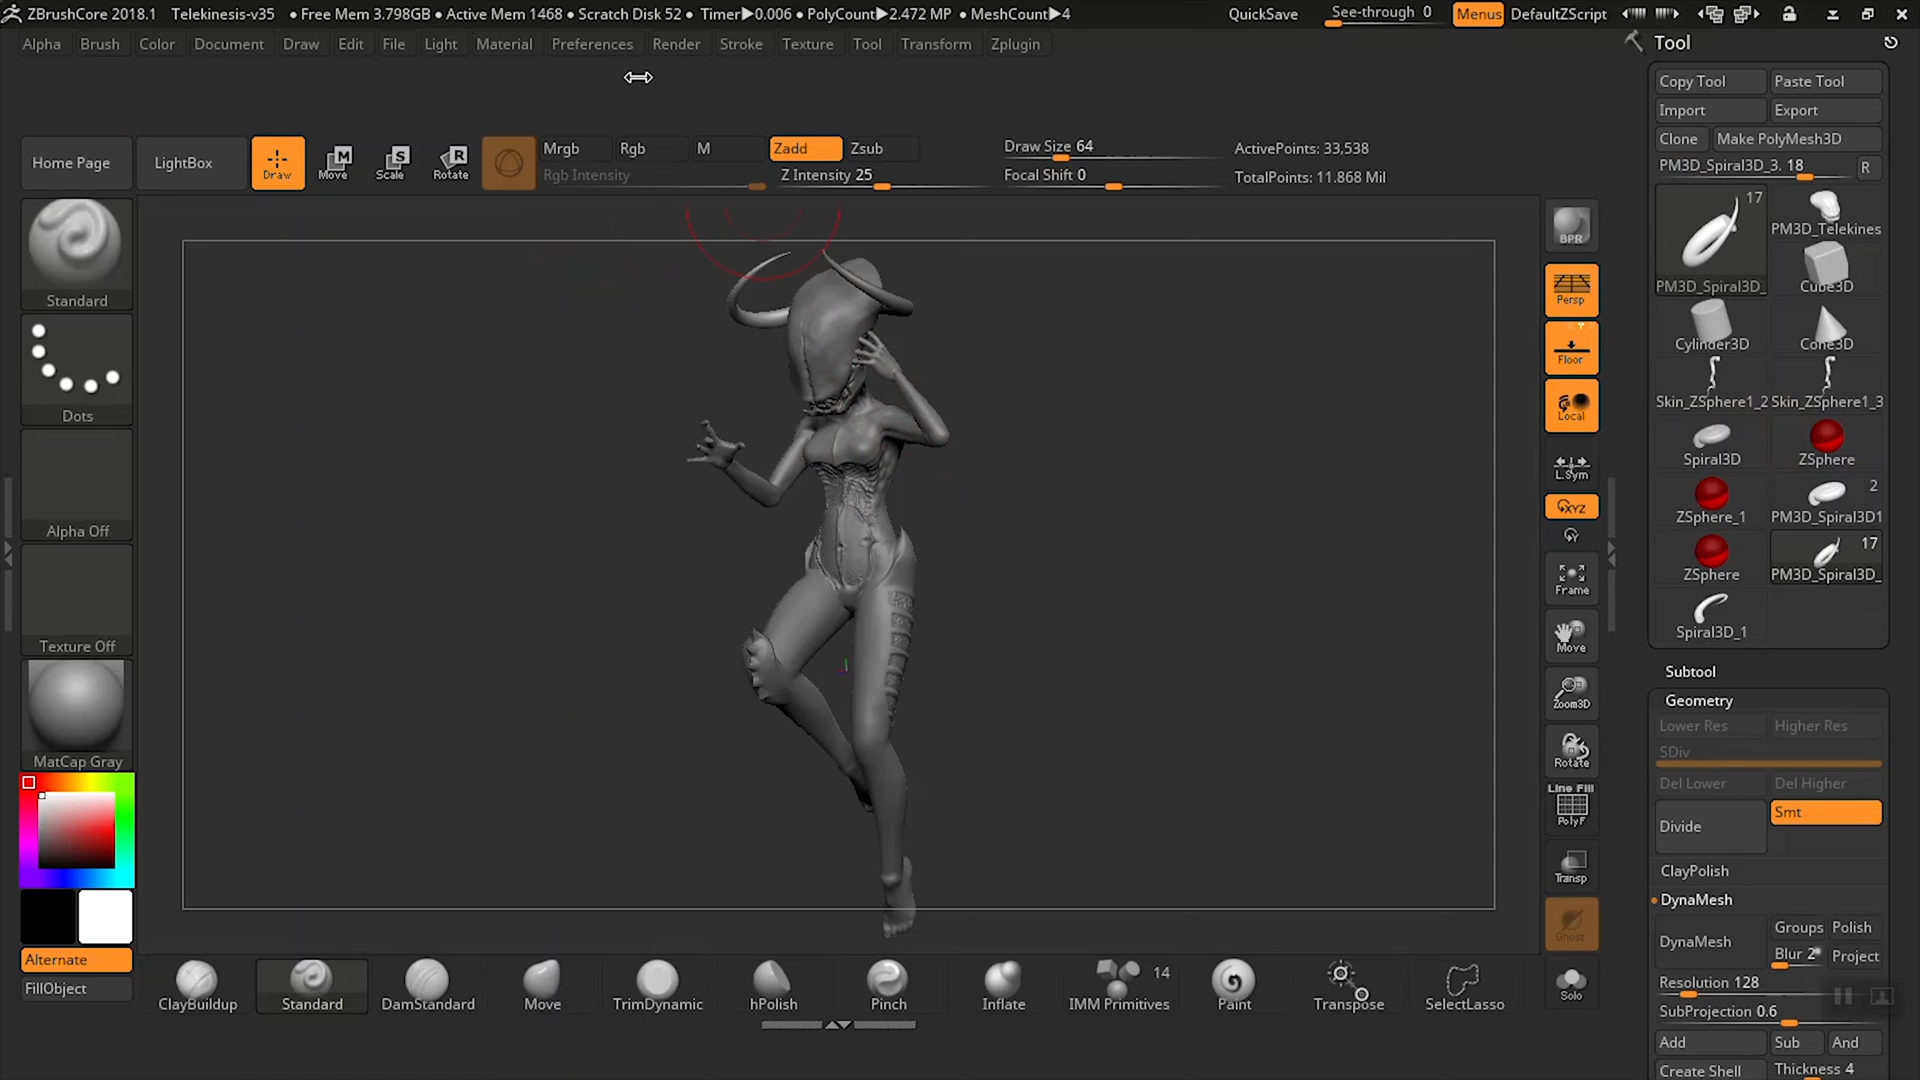 ZBrushCore 2018.1 Telekinesis-v35 • Free Mem 3.798GB • Active Mem 1468 • Scratch Disk 52 • Timer▶0.006 • PolyCount▶2.472 MP • MeshCount▶4 QuickSave See-through 0 Menus DefaultZScript
Alpha Brush Color Document Draw Edit File Light Material Preferences Render Stroke Texture Tool Transform Zplugin
Tool
Copy Tool Paste Tool
Import Export
Clone Make PolyMesh3D
PM3D_Spiral3D_3. 18 R
Home Page LightBox Draw Move Scale Rotate
M S R
Mrgb Rgb M Zadd Zsub
Rgb Intensity Z Intensity 25
Draw Size 64
Focal Shift 0
ActivePoints: 33,538
TotalPoints: 11.868 Mil
Standard
Dots
Alpha Off
Texture Off
MatCap Gray
Alternate
FillObject
BPR
Persp
Floor
Local
L.Sym
XYZ
Y
Frame
Move
Zoom3D
Rotate
Line Fill
PolyF
Transp
Ghost
Solo
17
PM3D_Telekines
PM3D_Spiral3D_ Cube3D
Cylinder3D Cone3D
Skin_ZSphere1_2 Skin_ZSphere1_3
Spiral3D ZSphere
2
ZSphere_1 PM3D_Spiral3D1
17
ZSphere PM3D_Spiral3D_
Spiral3D_1
Subtool
Geometry
Lower Res Higher Res
SDiv
Del Lower Del Higher
Divide Smt
ClayPolish
DynaMesh
DynaMesh Groups Polish
Blur 2 Project
Resolution 128
SubProjection 0.6
Add Sub And
Create Shell Thickness 4
ClayBuildup Standard DamStandard Move TrimDynamic hPolish Pinch Inflate IMM Primitives 14 Paint Transpose SelectLasso